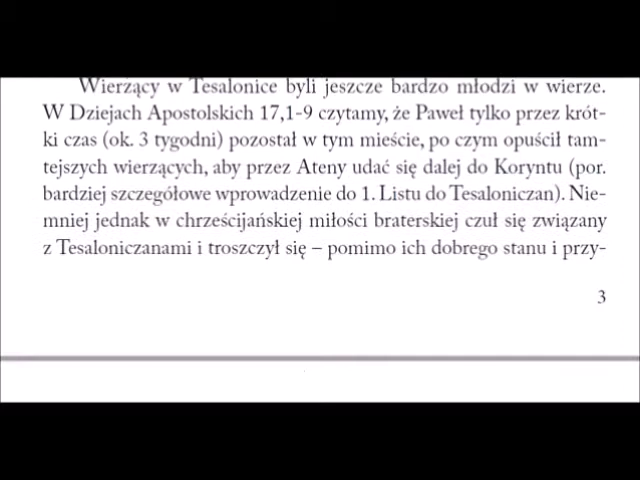 Wierzący w Tesalonice byli jeszcze bardzo młodzi w wierze.
W Dziejach Apostolskich 17,1-9 czytamy, że Paweł tylko przez krót-
ki czas (ok. 3 tygodni) pozostał w tym mieście, po czym opuścił tam-
tejszych wierzących, aby przez Ateny udać się dalej do Koryntu (por.
bardziej szczegółowe wprowadzenie do 1. Listu do Tesaloniczan). Nie-
mniej jednak w chrześcijańskiej miłości braterskiej czuł się związany
z Tesaloniczanami i troszczył się – pomimo ich dobrego stanu i przy-
3